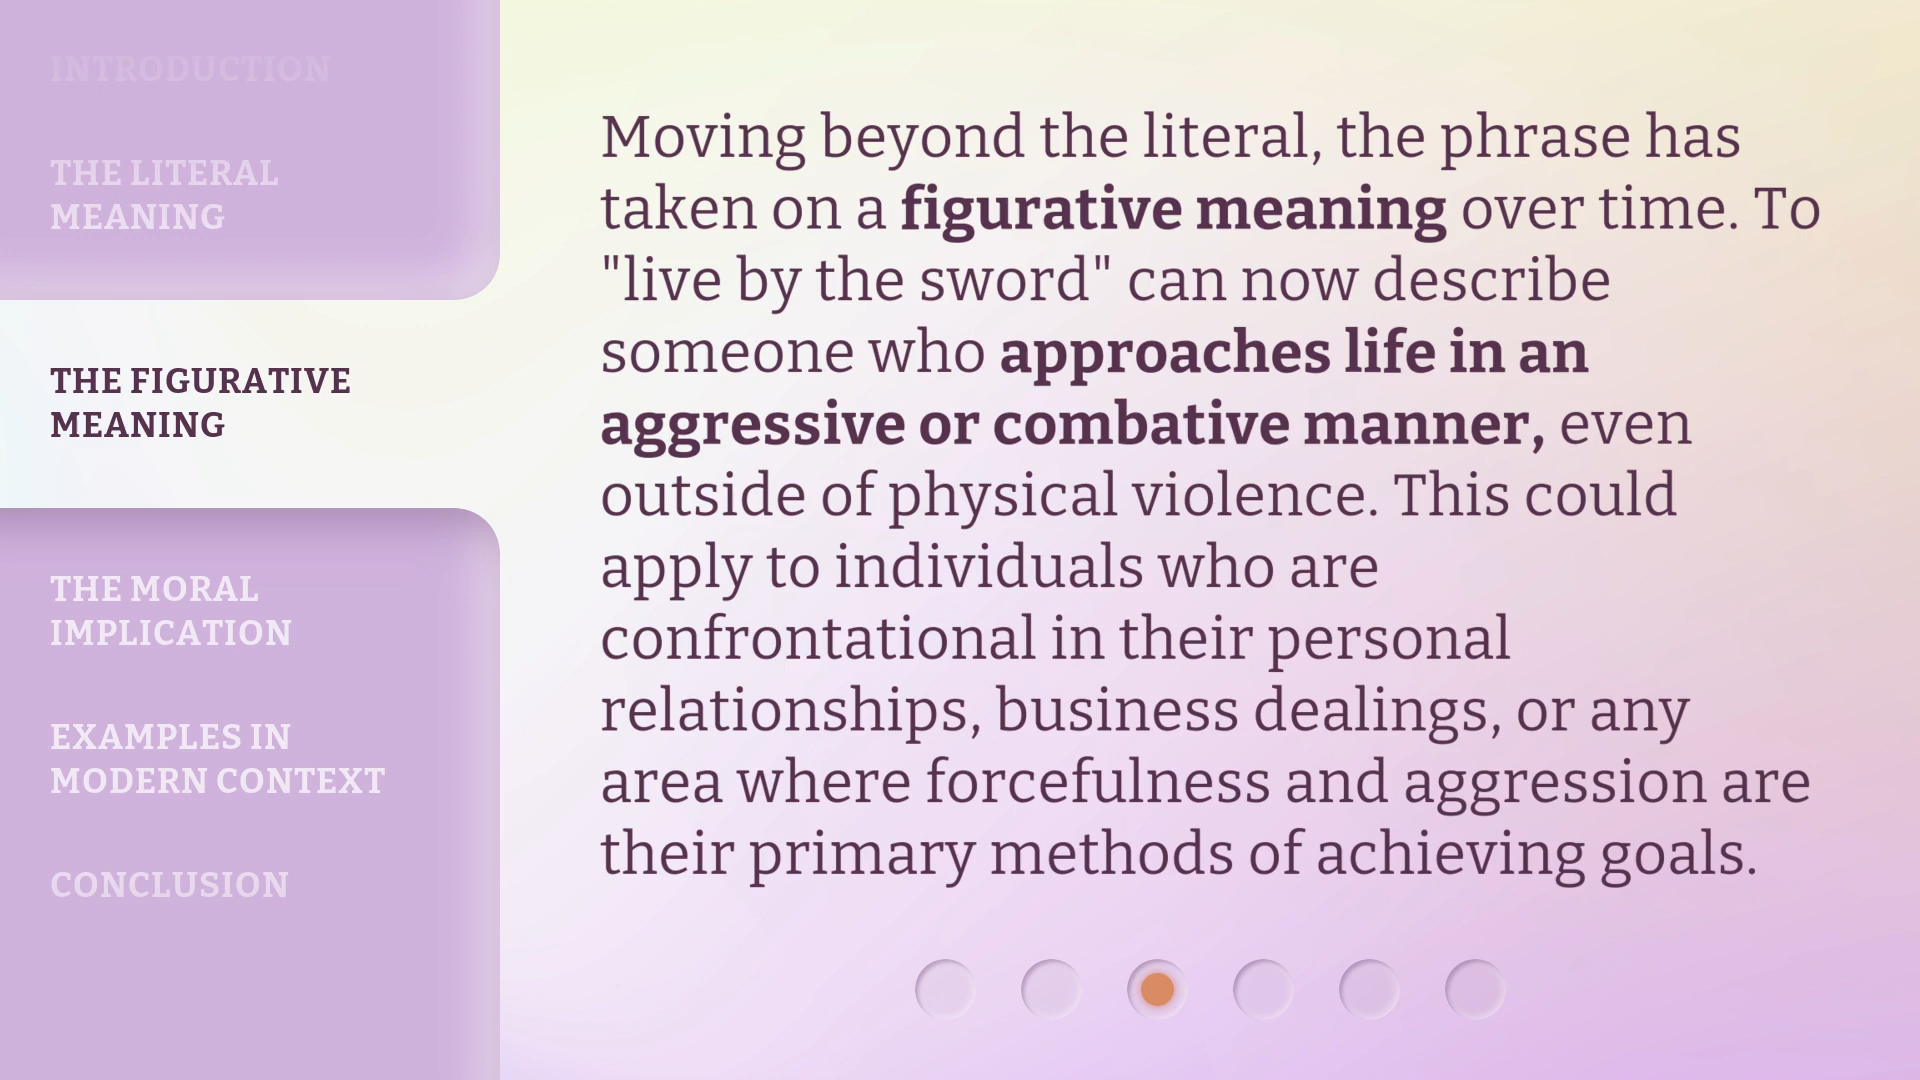 INTRODUCTION
THE LITERAL
MEANING
THE FIGURATIVE
MEANING
THE MORAL
IMPLICATION
EXAMPLES IN
MODERN CONTEXT
CONCLUSION
Moving beyond the literal, the phrase has
taken on a figurative meaning over time. To
"live by the sword" can now describe
someone who approaches life in an
aggressive or combative manner, even
outside of physical violence. This could
apply to individuals who are
confrontational in their personal
relationships, business dealings, or any
area where forcefulness and aggression are
their primary methods of achieving goals.